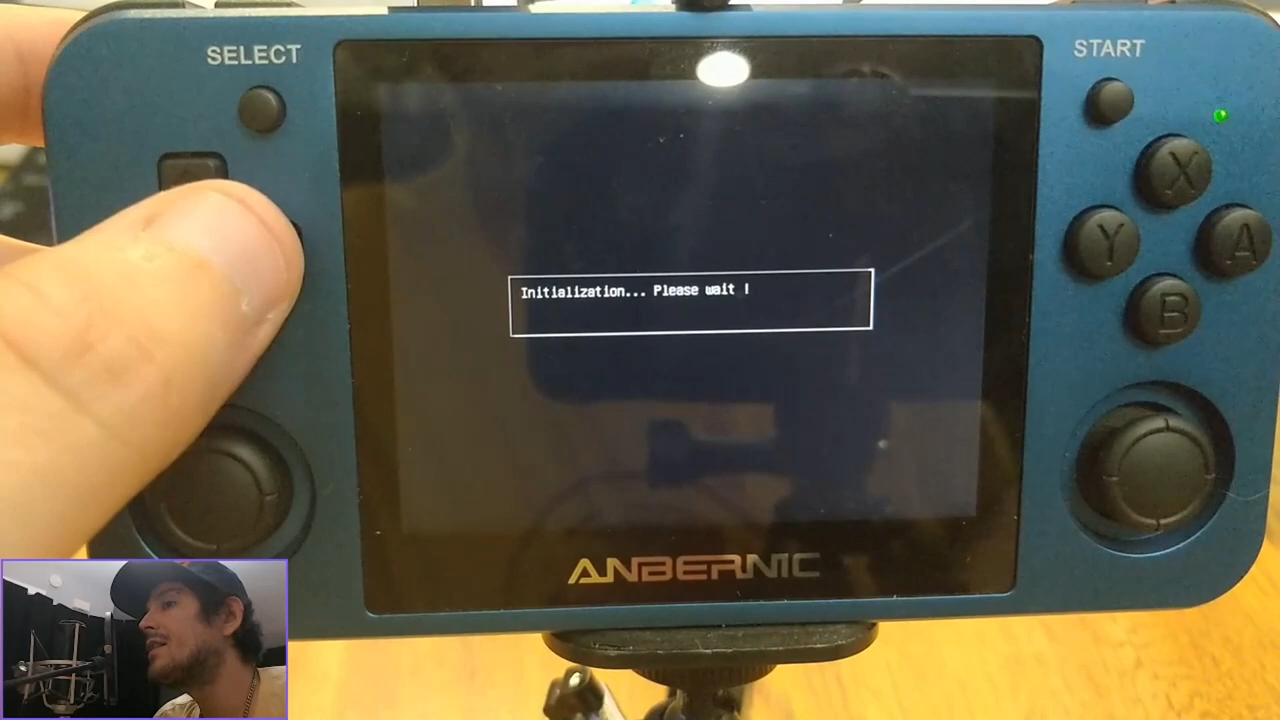 SELECT
START
X
Y
A
B
Initialization... Please wait !
ANBERNIC